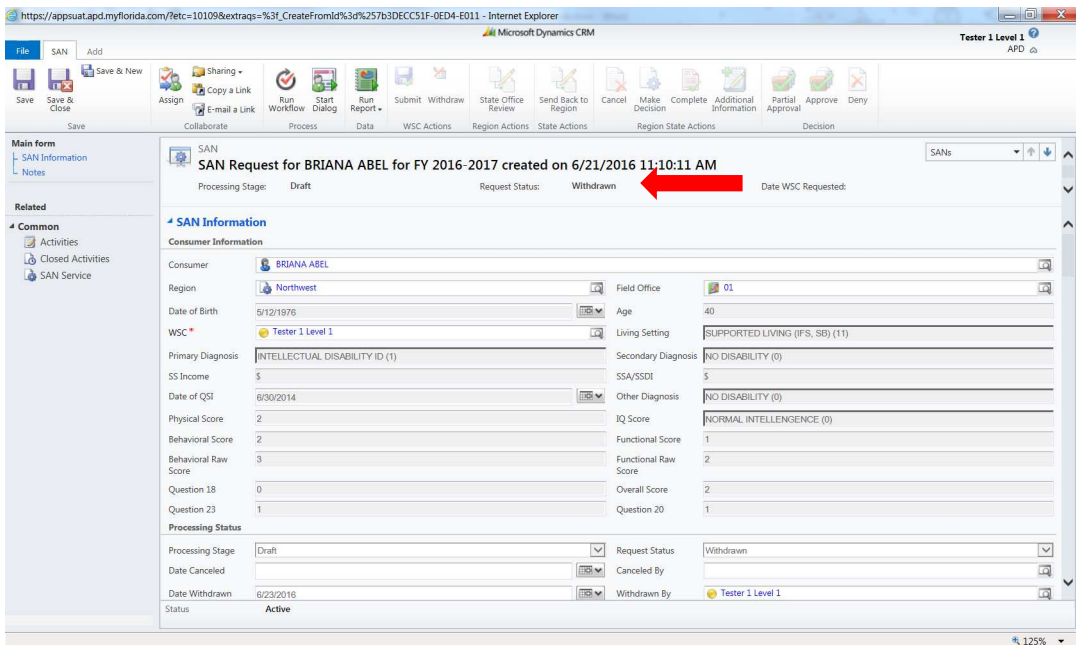 https://appsuat.apd.myflorida.com/?etc=10109&extraqs=%3f_CreateFromId%3d%257b3DECC51F-0ED4-E011 - Internet Explorer
Microsoft Dynamics CRM
Tester 1 Level 1
APD
File SAN Add
Save
Save & Close
Save & New
Assign
Sharing
Copy a Link
E-mail a Link
Run Workflow
Start Dialog
Run Report
Submit Withdraw
State Office Review
Send Back to Region
Cancel
Make Decision
Complete
Additional Information
Partial Approval
Approve Deny
Save Collaborate Process Data WSC Actions Region Actions State Actions Region State Actions Decision
Main form
SAN Information
Notes
Related
Common
Activities
Closed Activities
SAN Service
SAN
SANs
SAN Request for BRIANA ABEL for FY 2016-2017 created on 6/21/2016 11:10:11 AM
Processing Stage: Draft Request Status: Withdrawn Date WSC Requested:
SAN Information
Consumer Information
Consumer BRIANA ABEL
Region Northwest Field Office 01
Date of Birth 5/12/1976 Age 40
WSC * Tester 1 Level 1 Living Setting SUPPORTED LIVING (IFS, SB) (11)
Primary Diagnosis INTELLECTUAL DISABILITY ID (1) Secondary Diagnosis NO DISABILITY (0)
SS Income $ SSA/SSDI $
Date of QSI 6/30/2014 Other Diagnosis NO DISABILITY (0)
Physical Score 2 IQ Score NORMAL INTELLENGENCE (0)
Behavioral Score 2 Functional Score 1
Behavioral Raw Score 3 Functional Raw Score 2
Question 18 0 Overall Score 2
Question 23 1 Question 20 1
Processing Status
Processing Stage Draft Request Status Withdrawn
Date Canceled Canceled By
Date Withdrawn 6/23/2016 Withdrawn By Tester 1 Level 1
Status Active
125%